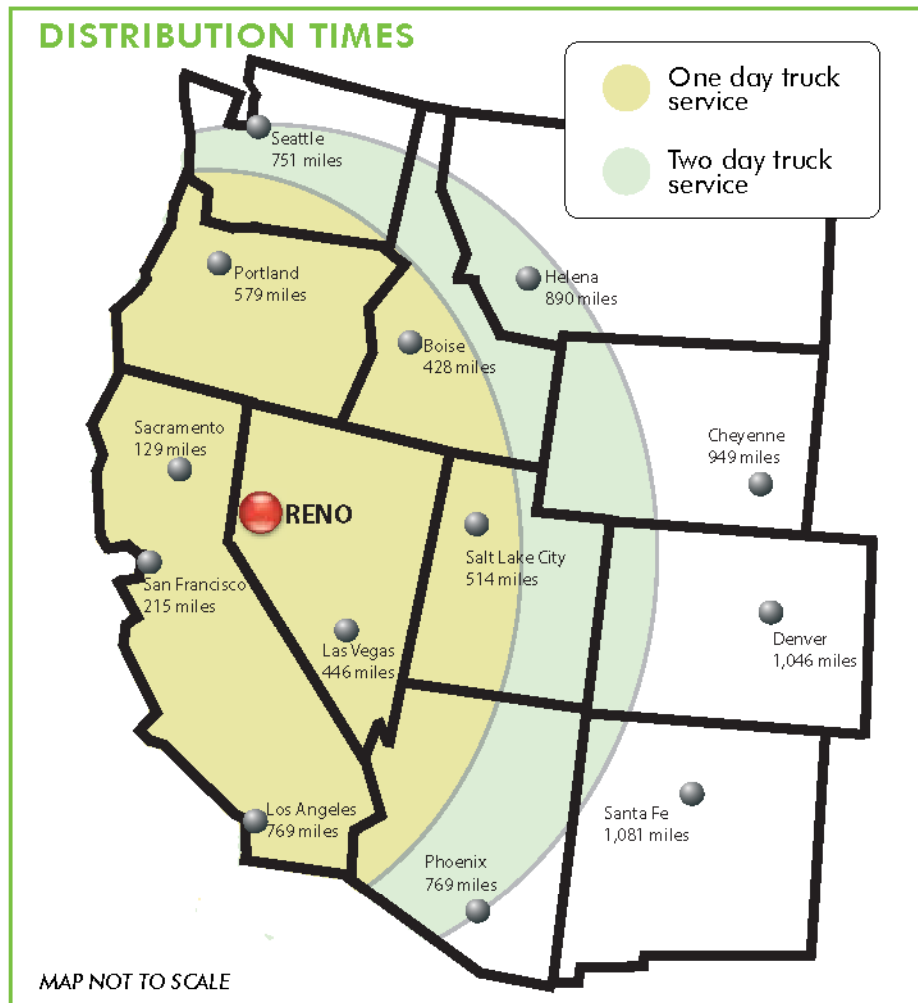 DISTRIBUTION TIMES
One day truck
service
Two day truck
service
Seattle
751 miles
Portland
579 miles
Helena
890 miles
Boise
428 miles
Sacramento
129 miles
Cheyenne
949 miles
RENO
Salt Lake City
514 miles
San Francisco
215 miles
Las Vegas
446 miles
Denver
1,046 miles
Los Angeles
769 miles
Santa Fe
1,081 miles
Phoenix
769 miles
MAP NOT TO SCALE